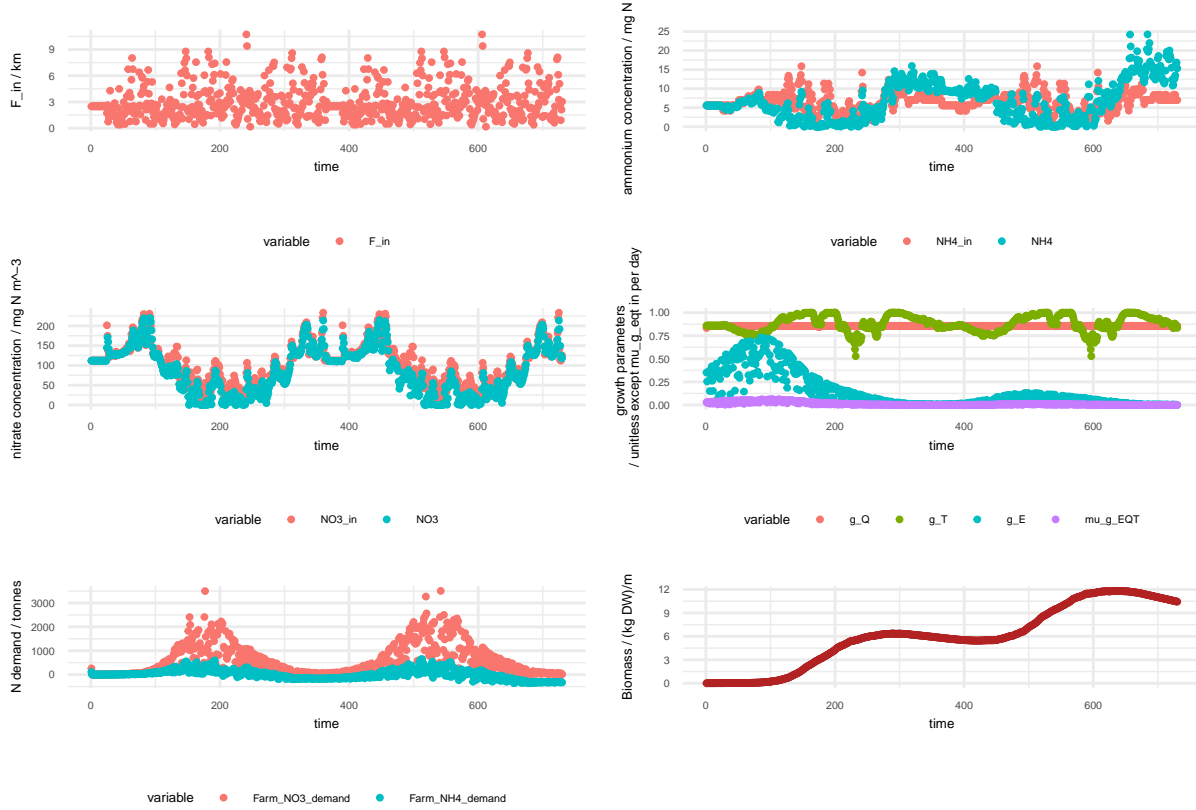 F_in / km
9
6
3
0
0
200
400
600
time
variable
F_in
ammonium concentration / mg N
25
20
15
10
5
0
0
200
400
600
time
variable
NH4_in
NH4
nitrate concentration / mg N m^−3
200
150
100
50
0
0
200
400
600
time
variable
NO3_in
NO3
growth parameters
/ unitless except mu_g_eqt in per day
1.00
0.75
0.50
0.25
0.00
0
200
400
600
time
variable
g_Q
g_T
g_E
mu_g_EQT
N demand / tonnes
3000
2000
1000
0
0
200
400
600
time
variable
Farm_NO3_demand
Farm_NH4_demand
Biomass / (kg DW)/m
12
9
6
3
0
0
200
400
600
time